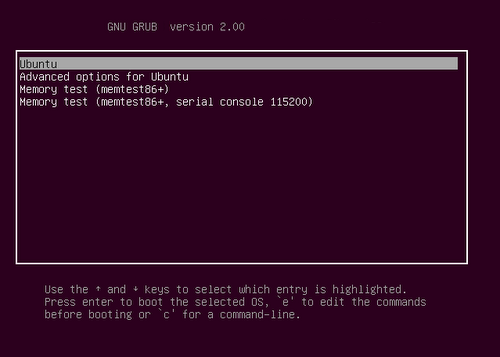 GNU GRUB  version 2.00
Ubuntu
Advanced options for Ubuntu
Memory test (memtest86+)
Memory test (memtest86+, serial console 115200)
Use the ↑ and ↓ keys to select which entry is highlighted.
Press enter to boot the selected OS, `e' to edit the commands
before booting or `c' for a command-line.